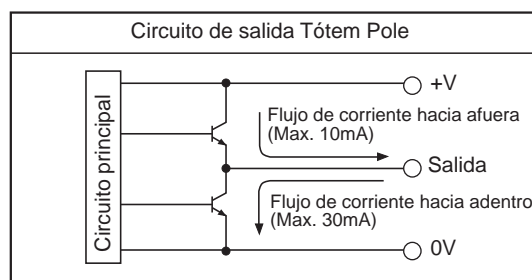 Circuito de salida Tótem Pole
Circuito principal
+V
Flujo de corriente hacia afuera
(Max. 10mA)
Salida
Flujo de corriente hacia adentro
(Max. 30mA)
0V